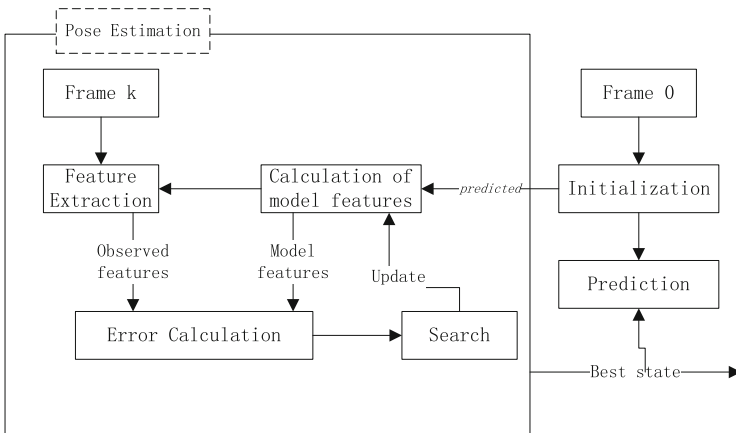 Pose Estimation
Frame k
Frame 0
Feature
Extraction
Calculation of
model features
predicted
Initialization
Observed
features
Model
features
Update
Prediction
Error Calculation
Search
Best state